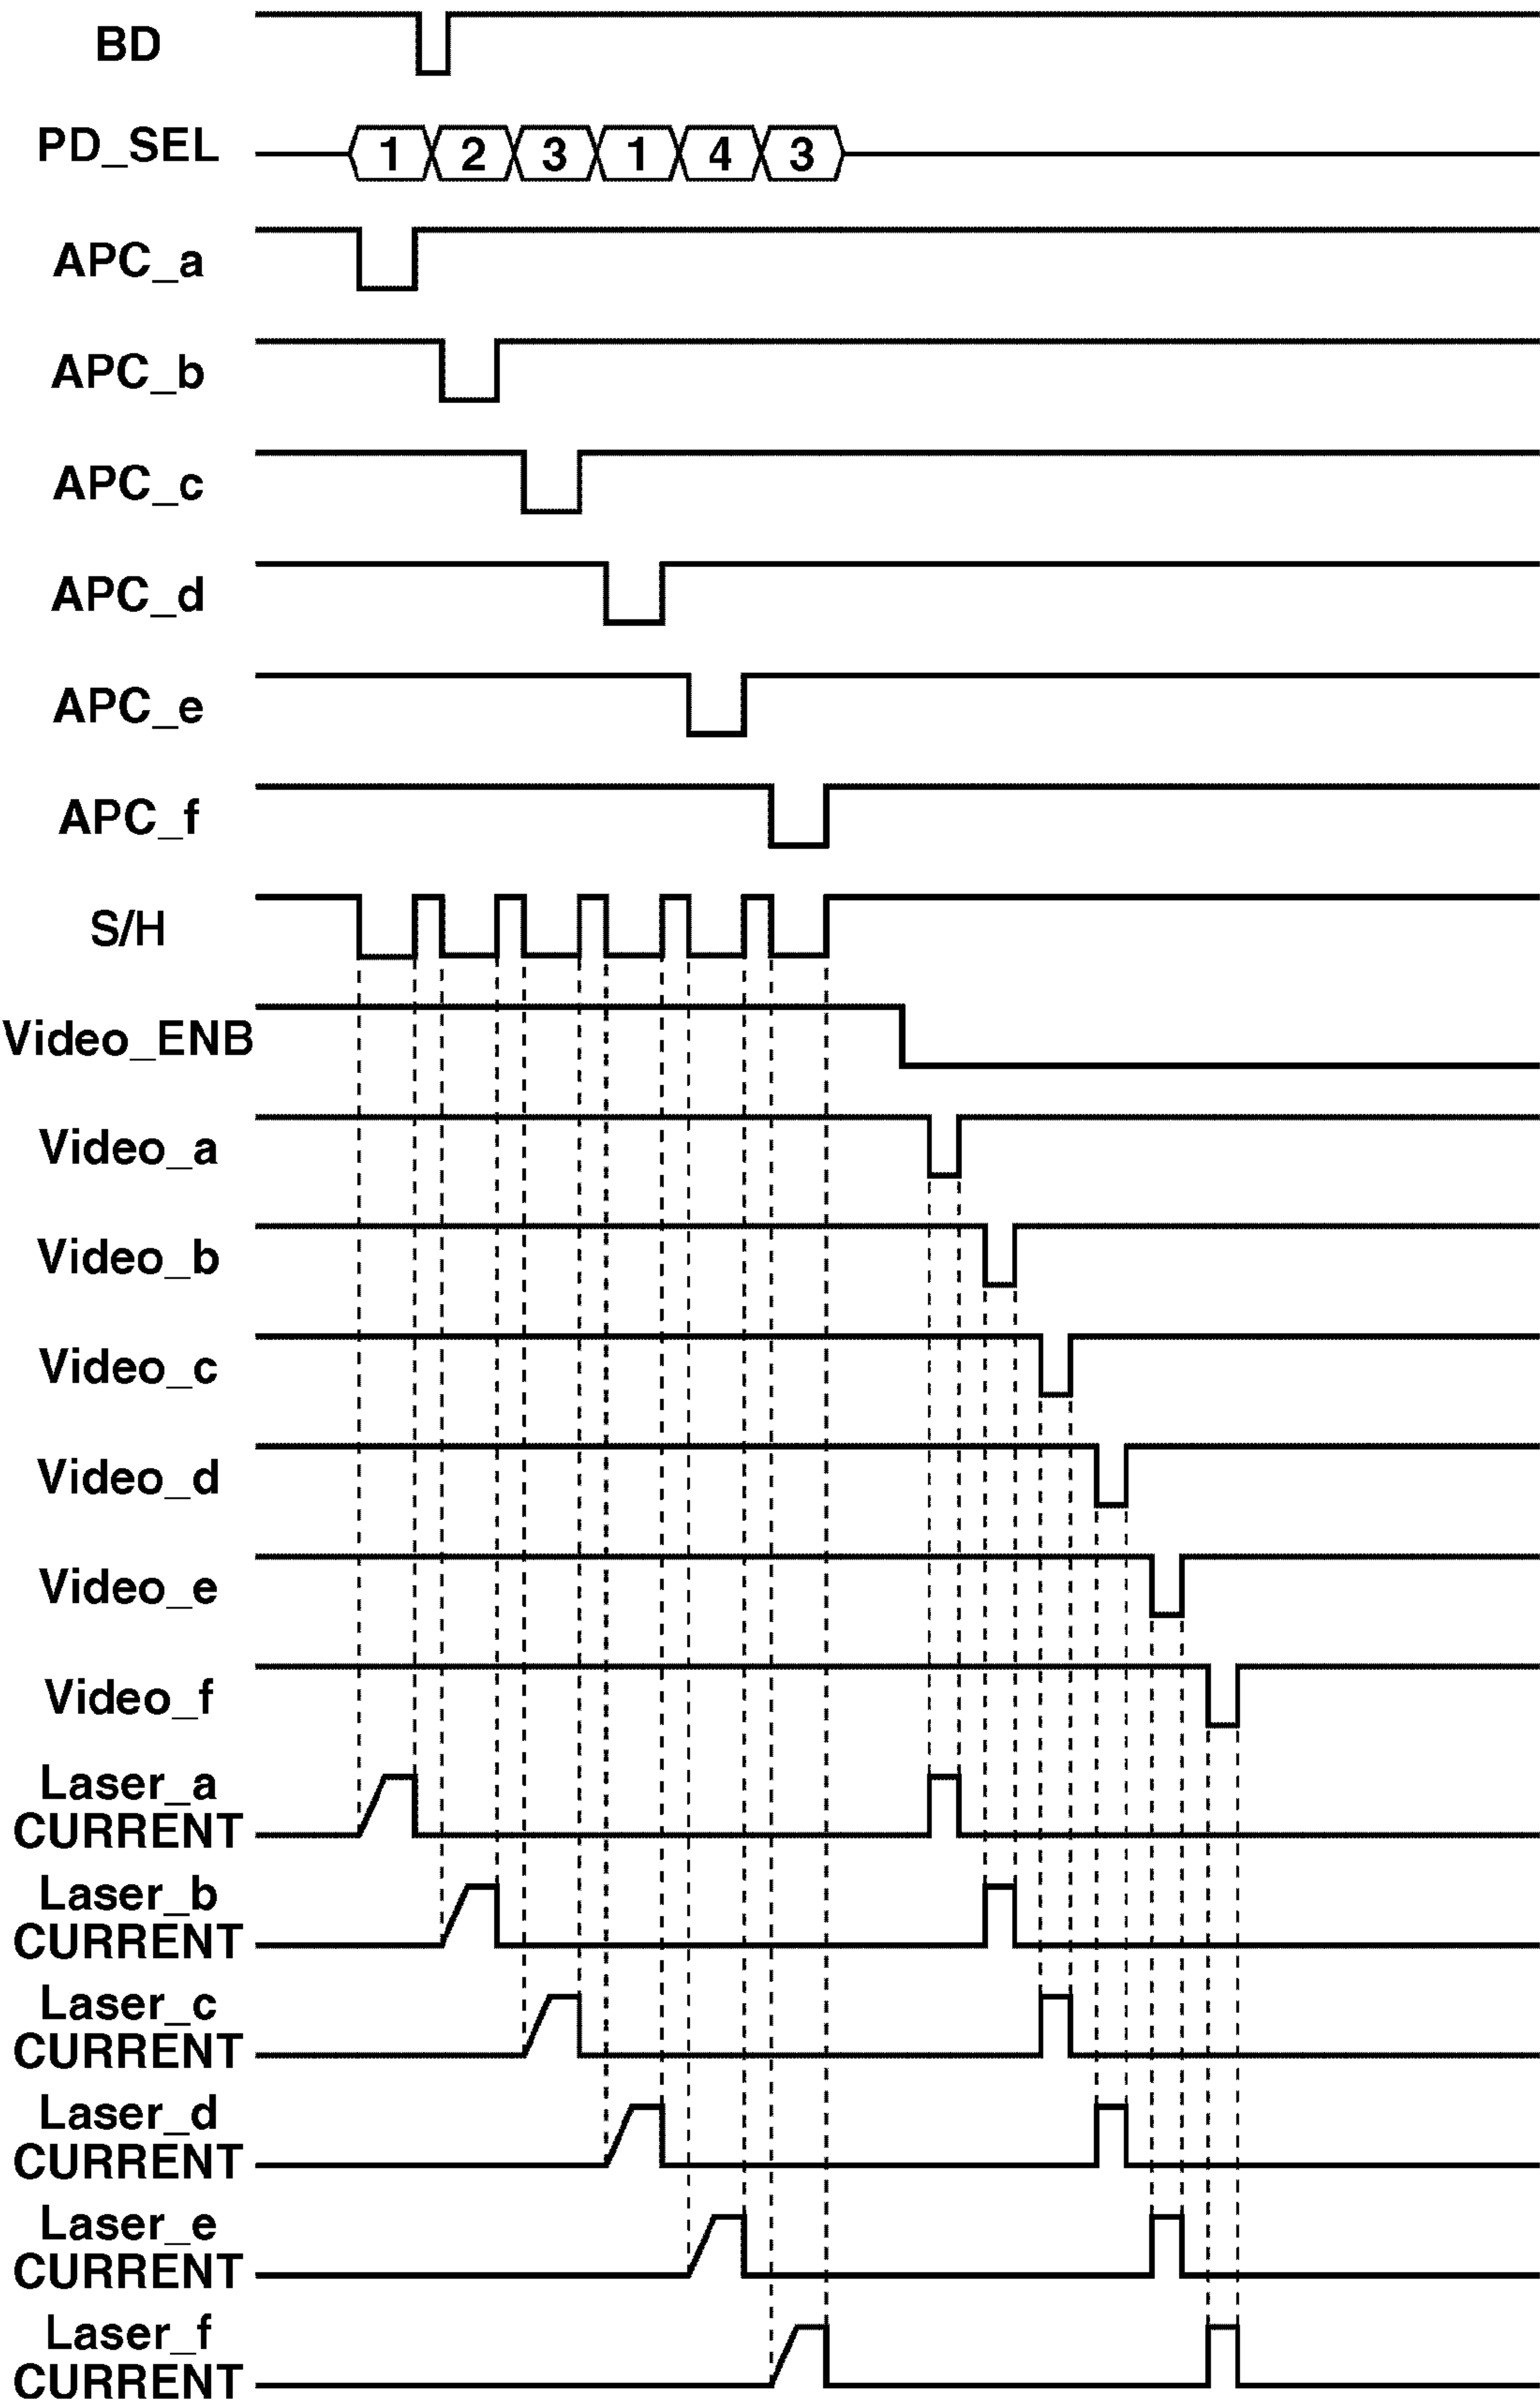 BD
PD_SEL 1 2 3 1 4 3
APC_a
APC_b
APC_c
APC_d
APC_e
APC_f
S/H
Video_ENB
Video_a
Video_b
Video_c
Video_d
Video_e
Video_f
Laser_a
CURRENT
Laser_b
CURRENT
Laser_c
CURRENT
Laser_d
CURRENT
Laser_e
CURRENT
Laser_f
CURRENT